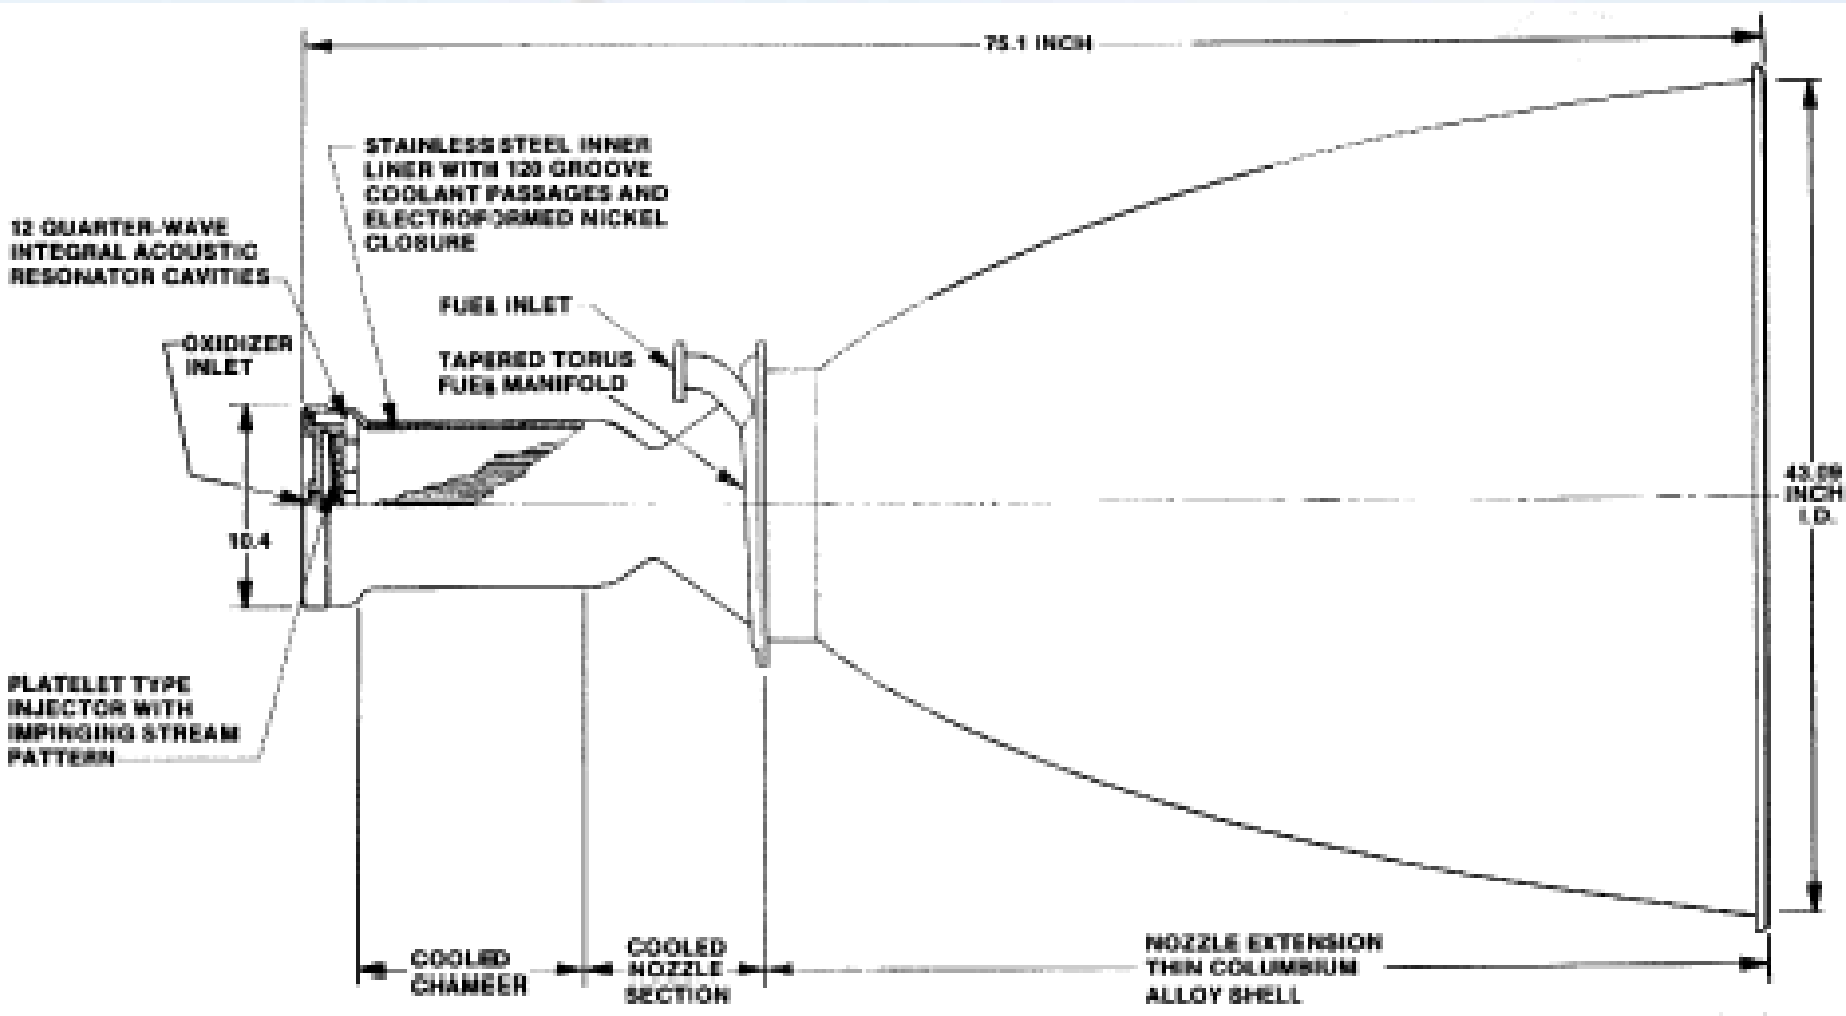 75.1 INCH
STAINLESS STEEL INNER
LINER WITH 120 GROOVE
COOLANT PASSAGES AND
ELECTROFORMED NICKEL
CLOSURE
12 QUARTER-WAVE
INTEGRAL ACOUSTIC
RESONATOR CAVITIES
FUEL INLET
OXIDIZER
INLET
TAPERED TORUS
FUEL MANIFOLD
43.09
INCH
I.D.
10.4
PLATELET TYPE
INJECTOR WITH
IMPINGING STREAM
PATTERN
COOLED
CHAMBER
COOLED
NOZZLE
SECTION
NOZZLE EXTENSION
THIN COLUMBIUM
ALLOY SHELL